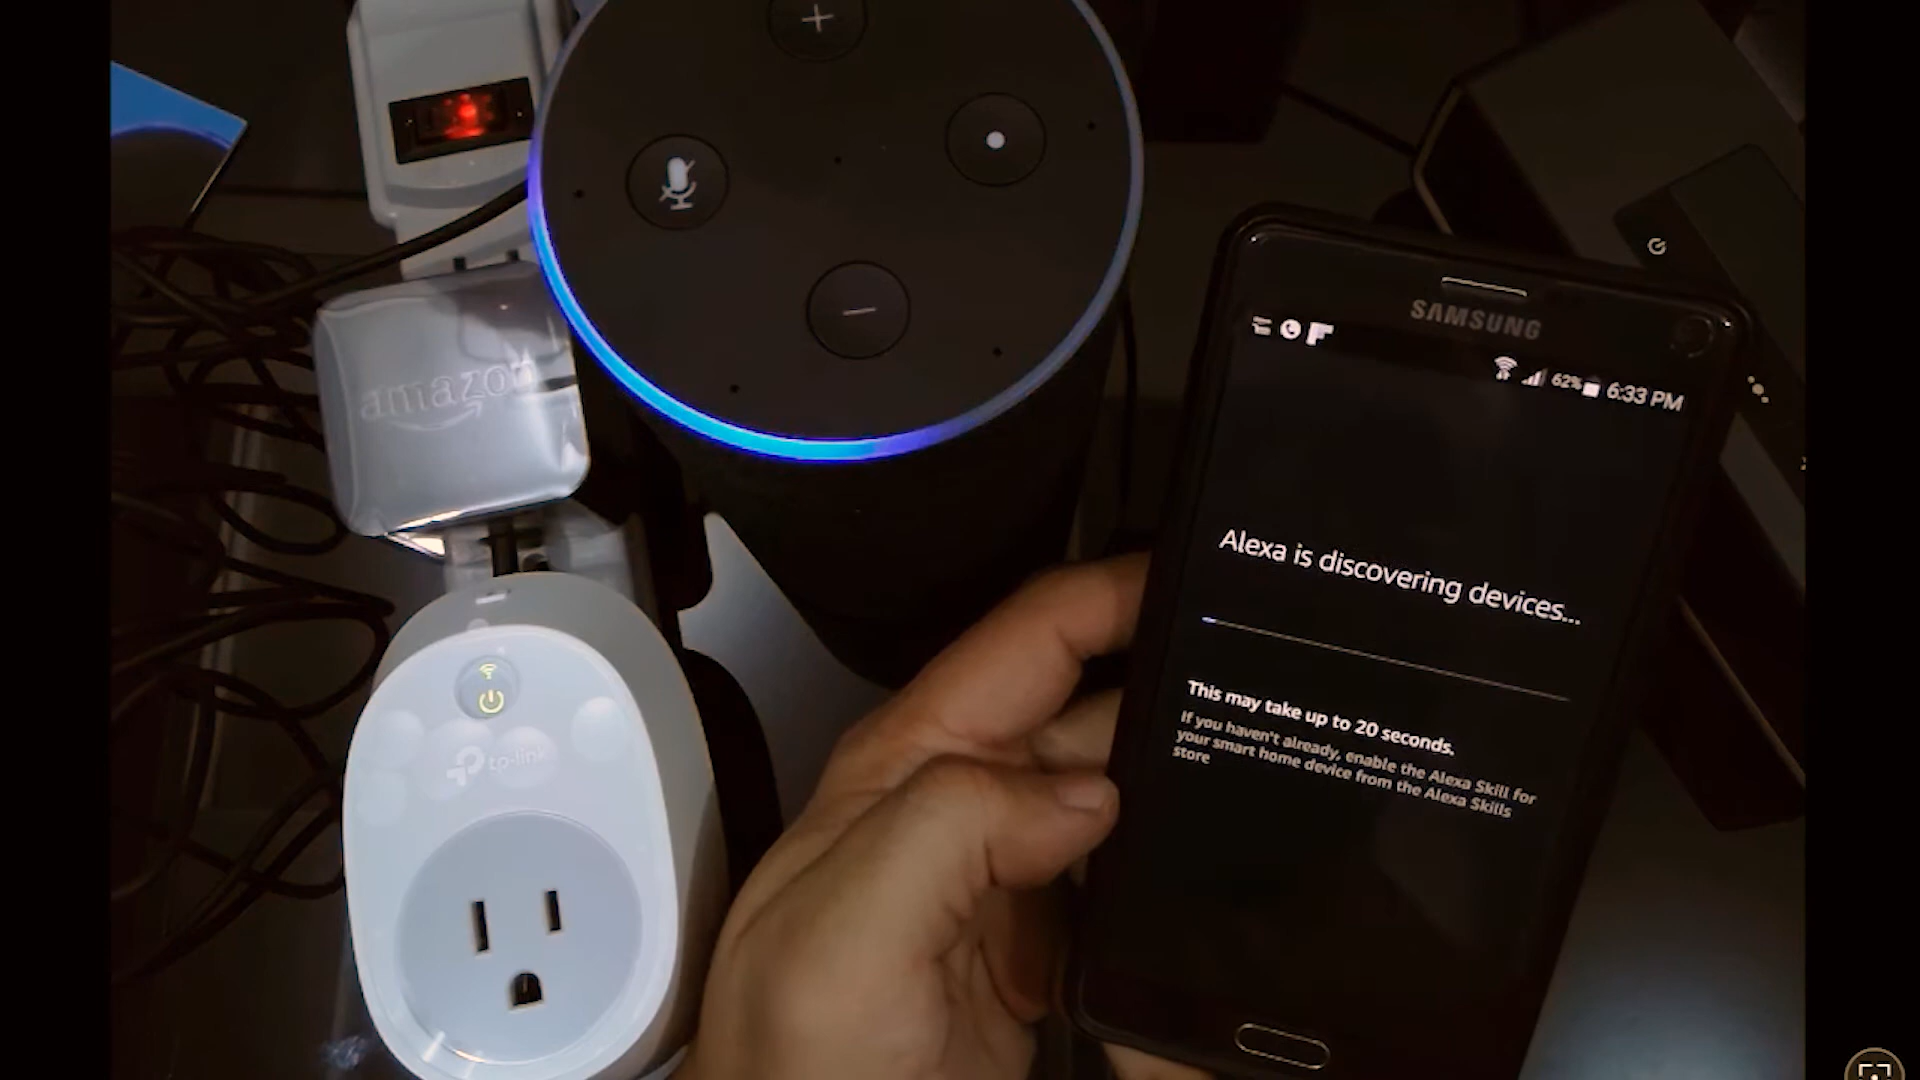 SAMSUNG
62% 6:33 PM
amazon
Alexa is discovering devices...
This may take up to 20 seconds.
If you haven't already, enable the Alexa Skill for
your smart home device from the Alexa Skills
store
tp-link